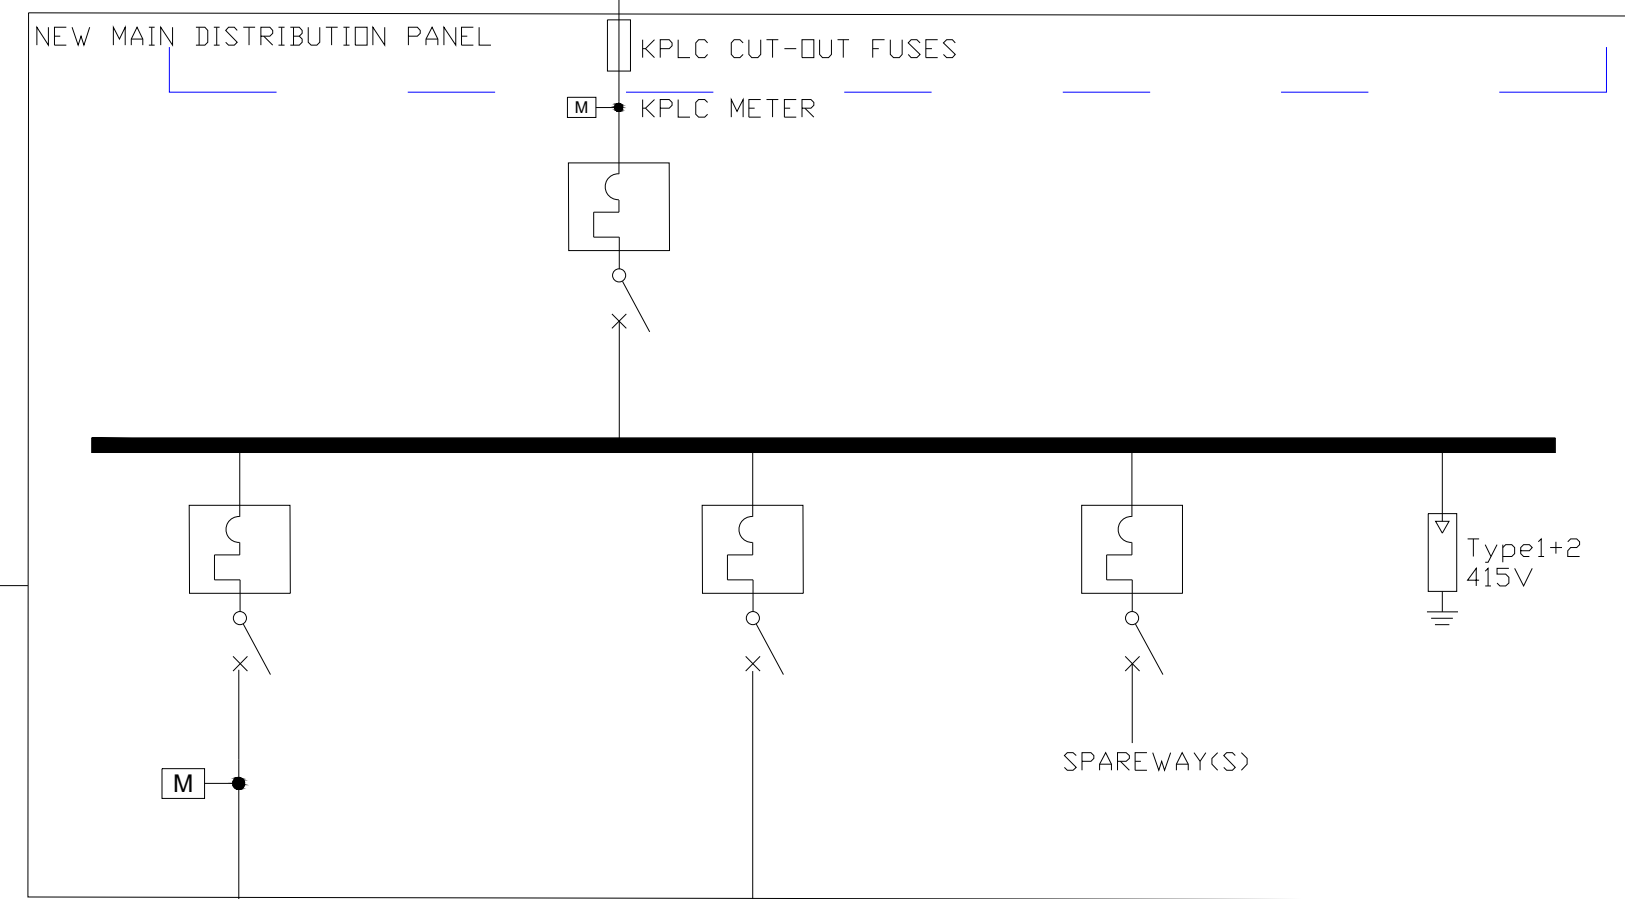 NEW MAIN DISTRIBUTION PANEL
KPLC CUT-OUT FUSES
M
KPLC METER
Type1+2
415V
SPAREWAY(S)
M